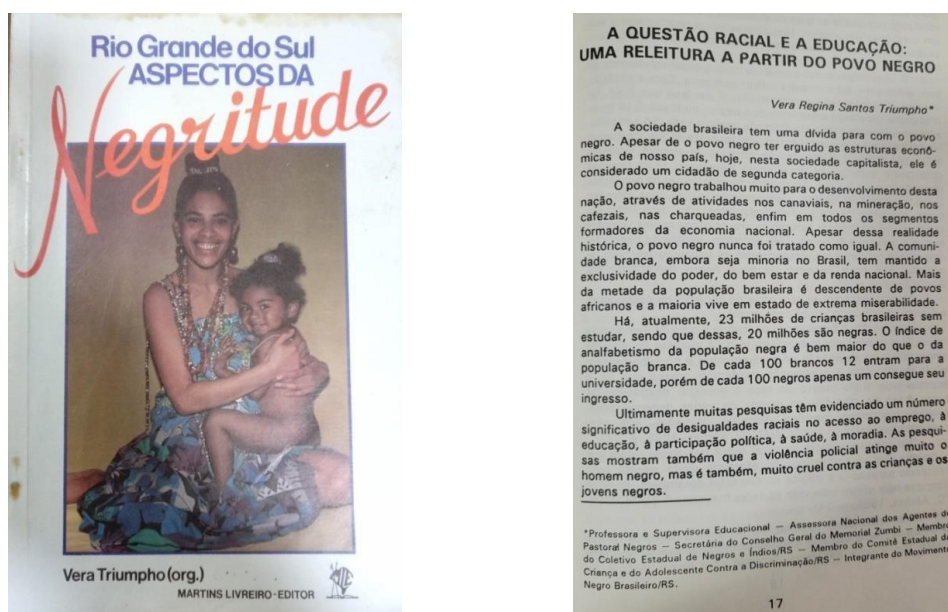 Rio Grande do Sul
ASPECTOS DA
Negritude
Vera Triumpho (org.)
MARTINS LIVREIRO-EDITOR
A QUESTÃO RACIAL E A EDUCAÇÃO:
UMA RELEITURA A PARTIR DO POVO NEGRO
Vera Regina Santos Triumpho*
A sociedade brasileira tem uma dívida para com o povo
negro. Apesar de o povo negro ter erguido as estruturas econô-
micas de nosso país, hoje, nesta sociedade capitalista, ele é
considerado um cidadão de segunda categoria.
O povo negro trabalhou muito para o desenvolvimento desta
nação, através de atividades nos canaviais, na mineração, nos
cafezais, nas charqueadas, enfim em todos os segmentos
formadores da economia nacional. Apesar dessa realidade
histórica, o povo negro nunca foi tratado como igual. A comuni-
dade branca, embora seja minoria no Brasil, tem mantido a
exclusividade do poder, do bem estar e da renda nacional. Mais
da metade da população brasileira é descendente de povos
africanos e a maioria vive em estado de extrema miserabilidade.
Há, atualmente, 23 milhões de crianças brasileiras sem
estudar, sendo que dessas, 20 milhões são negras. O índice de
analfabetismo da população negra é bem maior do que o da
população branca. De cada 100 brancos 12 entram para a
universidade, porém de cada 100 negros apenas um consegue seu
ingresso.
Ultimamente muitas pesquisas têm evidenciado um número
significativo de desigualdades raciais no acesso ao emprego, à
educação, à participação política, à saúde, à moradia. As pesqui-
sas mostram também que a violência policial atinge muito o
homem negro, mas é também, muito cruel contra as crianças e os
jovens negros.
*Professora e Supervisora Educacional — Assessora Nacional dos Agentes de
Pastoral Negros — Secretária do Conselho Geral do Memorial Zumbi — Membro
do Coletivo Estadual de Negros e Índios/RS — Membro do Comitê Estadual da
Criança e do Adolescente Contra a Discriminação/RS — Integrante do Movimento
Negro Brasileiro/RS.
17